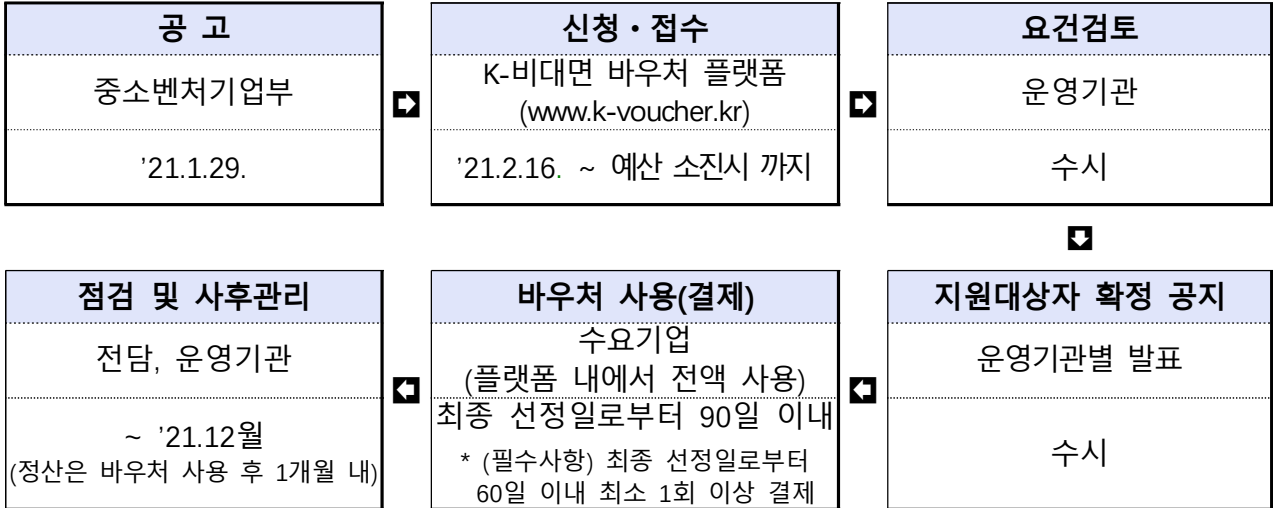 공 고
중소벤처기업부
’21.1.29.
신청・접수
K-비대면 바우처 플랫폼
(www.k-voucher.kr)
’21.2.16. ~ 예산 소진시 까지
요건검토
운영기관
수시
지원대상자 확정 공지
운영기관별 발표
수시
바우처 사용(결제)
수요기업
(플랫폼 내에서 전액 사용)
최종 선정일로부터 90일 이내
* (필수사항) 최종 선정일로부터
60일 이내 최소 1회 이상 결제
점검 및 사후관리
전담, 운영기관
~ ’21.12월
(정산은 바우처 사용 후 1개월 내)